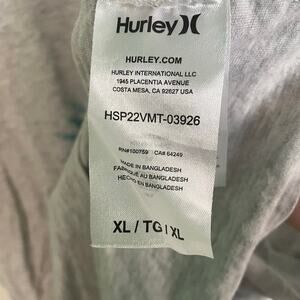 Hurley
HURLEY.COM
HURLEY INTERNATIONAL LLC
1945 PLACENTIA AVENUE
COSTA MESA, CA 92627 USA
HSP22VMT-03926
RN#100759 CA# 64249
MADE IN BANGLADESH
FABRIQUÉ AU BANGLADESH
HECHO EN BANGLADESH
XL / TG / XL